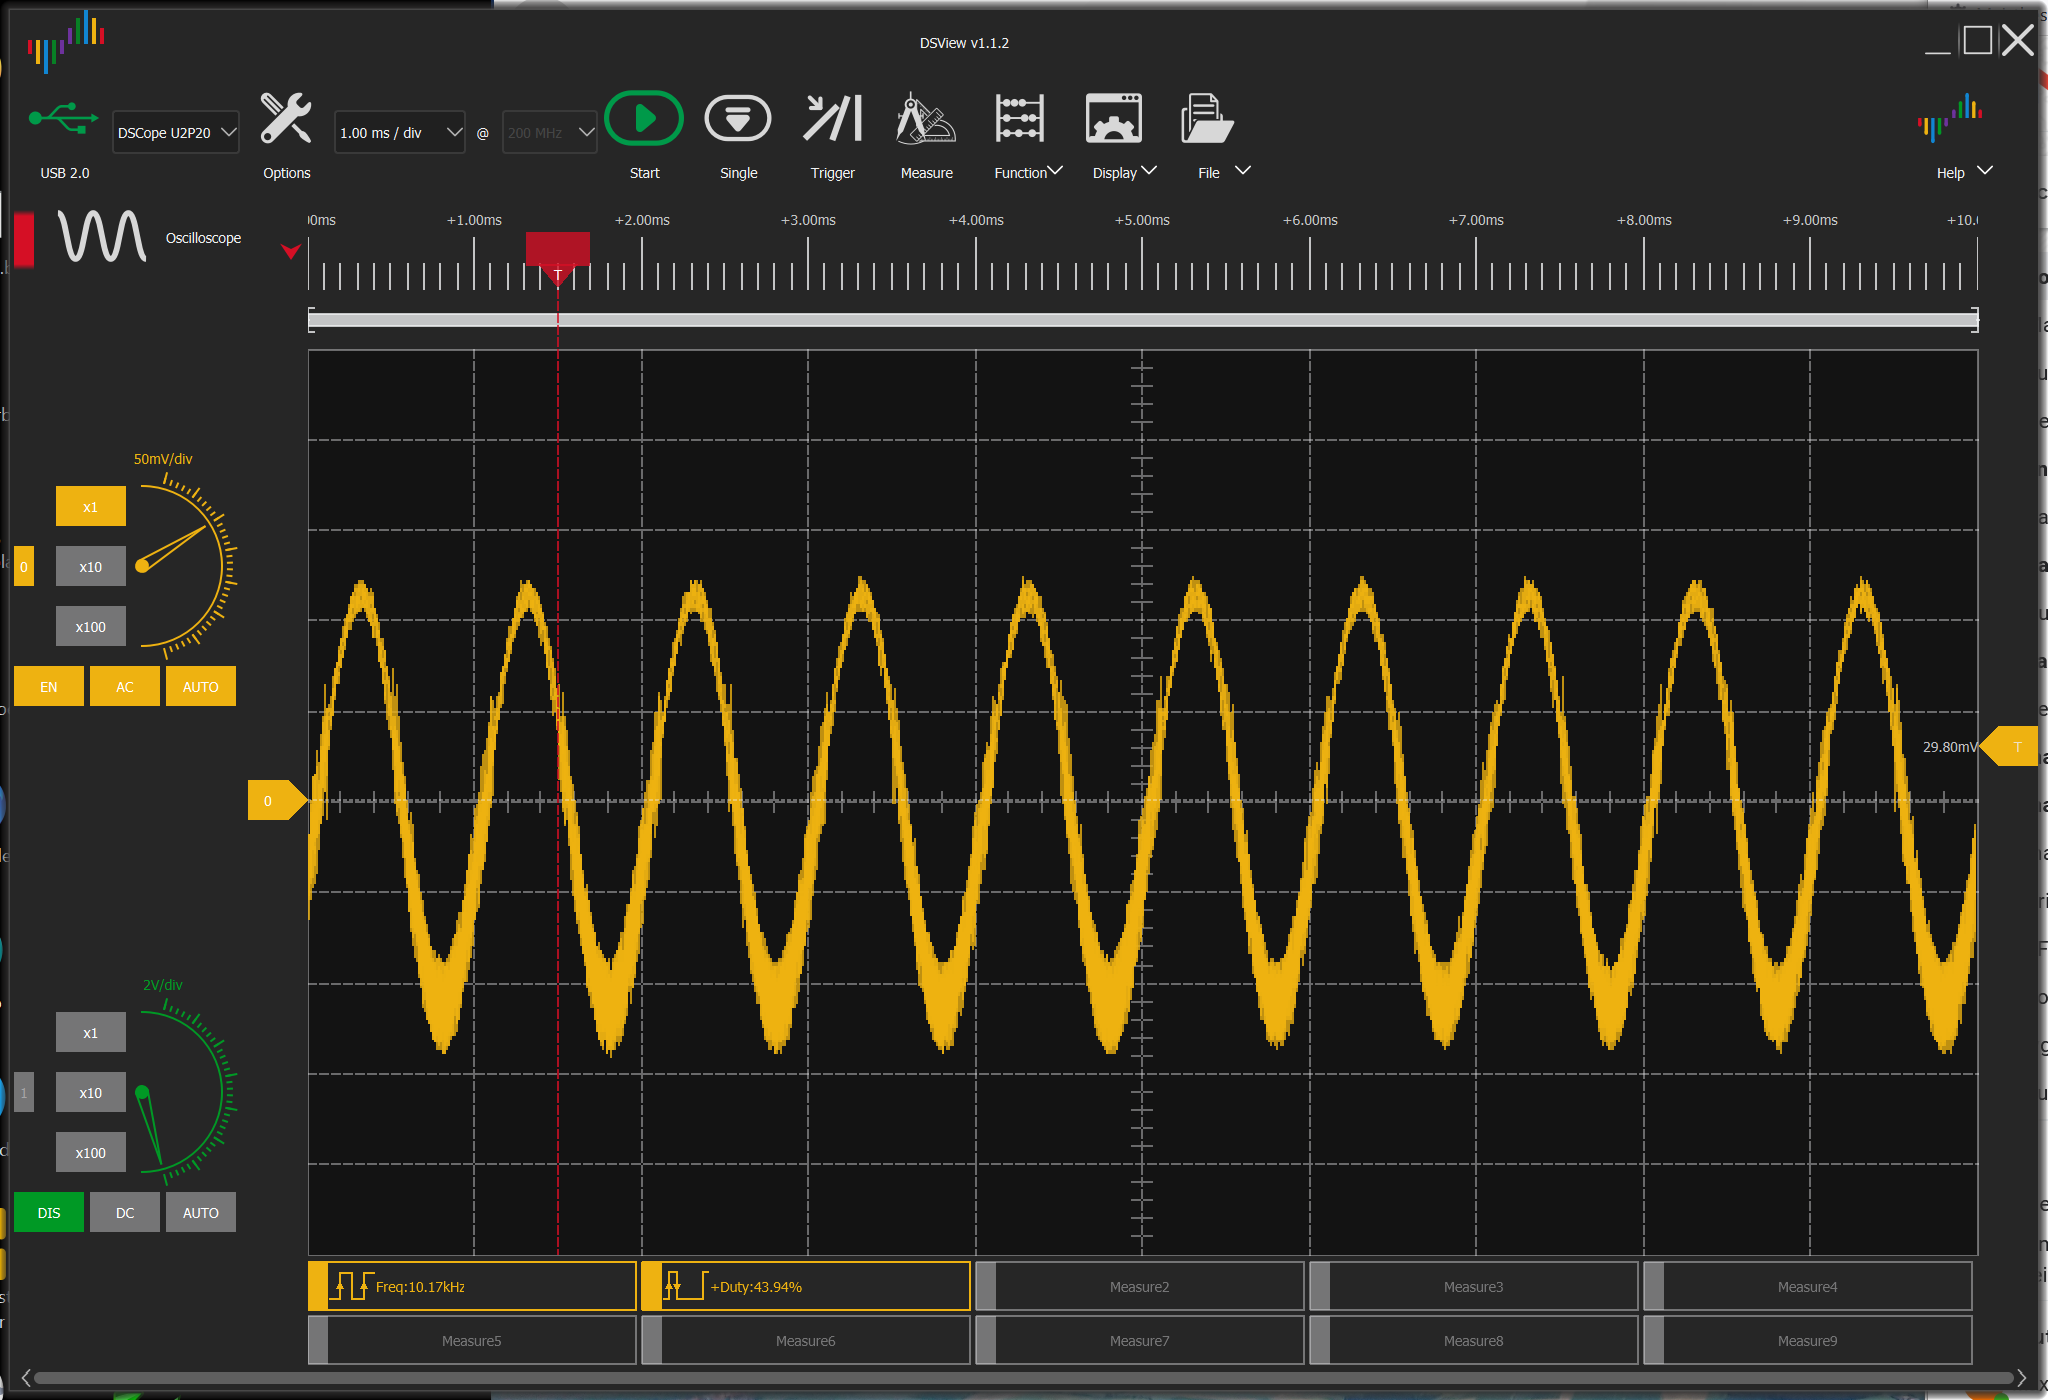 DSView v1.1.2
DSCope U2P20
1.00 ms / div
@
200 MHz
USB 2.0
Options
Start
Single
Trigger
Measure
Function
Display
File
Help
Oscilloscope
+1.00ms
+2.00ms
+3.00ms
+4.00ms
+5.00ms
+6.00ms
+7.00ms
+8.00ms
+9.00ms
T
50mV/div
x1
0
x10
x100
EN
AC
AUTO
29.80mV
T
0
2V/div
x1
1
x10
x100
DIS
DC
AUTO
Freq:10.17kHz
+Duty:43.94%
Measure2
Measure3
Measure4
Measure5
Measure6
Measure7
Measure8
Measure9